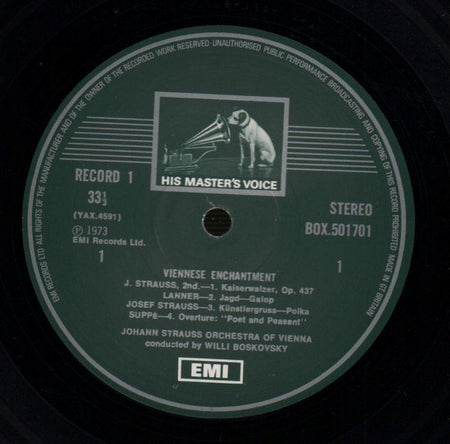 EMI RECORDS LTD·ALL RIGHTS OF THE MANUFACTURER AND OF THE OWNER OF THE RECORDED WORK RESERVED·UNAUTHORISED PUBLIC PERFORMANCE BROADCASTING AND COPYING OF THIS RECORD PROHIBITED·MADE IN GT BRITAIN
HIS MASTER'S VOICE
RECORD 1
33⅓
STEREO
(YAX.4591)
BOX.501701
℗ 1973
EMI Records Ltd.
1
1
VIENNESE ENCHANTMENT
J. STRAUSS, 2nd.—1. Kaiserwalzer, Op. 437
LANNER—2. Jagd—Galop
JOSEF STRAUSS—3. Künstlergruss—Polka
SUPPÈ—4. Overture: "Poet and Peasant"
JOHANN STRAUSS ORCHESTRA OF VIENNA
conducted by WILLI BOSKOVSKY
EMI